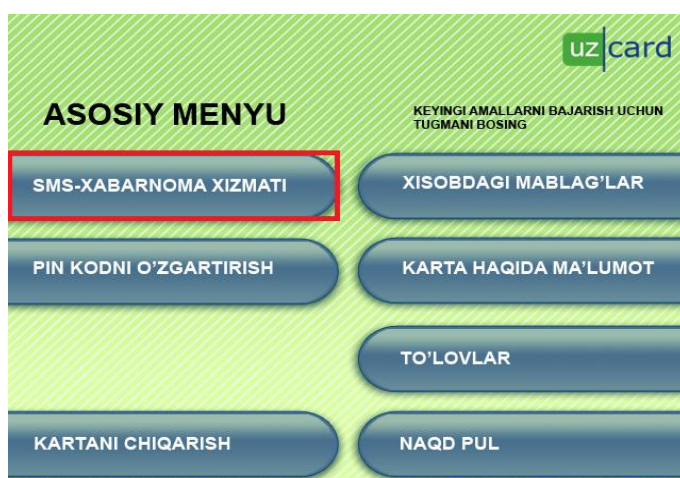 uz card
ASOSIY MENYU
KEYINGI AMALLARNI BAJARISH UCHUN
TUGMANI BOSING
SMS-XABARNOMA XIZMATI
XISOBDAGI MABLAG’LAR
PIN KODNI O’ZGARTIRISH
KARTA HAQIDA MA’LUMOT
TO’LOVLAR
KARTANI CHIQARISH
NAQD PUL